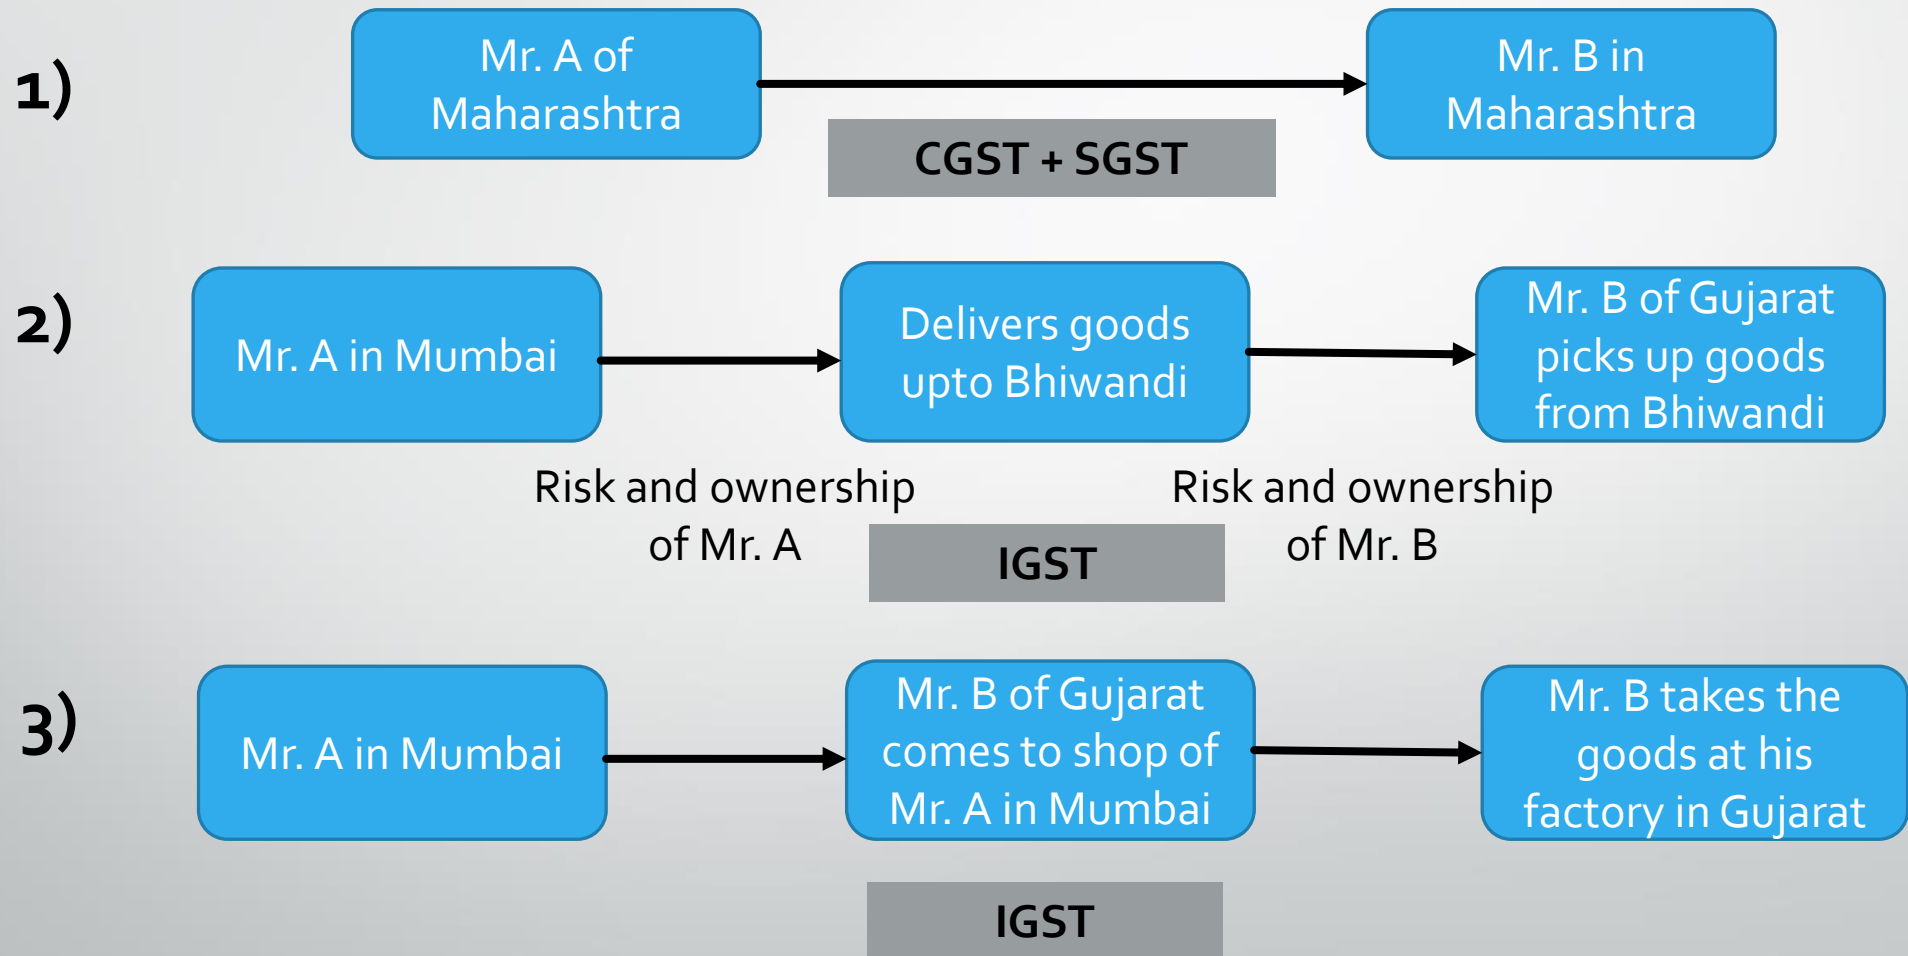 1)
Mr. A of
Maharashtra
Mr. B in
Maharashtra
CGST + SGST
2)
Mr. A in Mumbai
Delivers goods
upto Bhiwandi
Mr. B of Gujarat
picks up goods
from Bhiwandi
Risk and ownership
of Mr. A
Risk and ownership
of Mr. B
IGST
3)
Mr. A in Mumbai
Mr. B of Gujarat
comes to shop of
Mr. A in Mumbai
Mr. B takes the
goods at his
factory in Gujarat
IGST